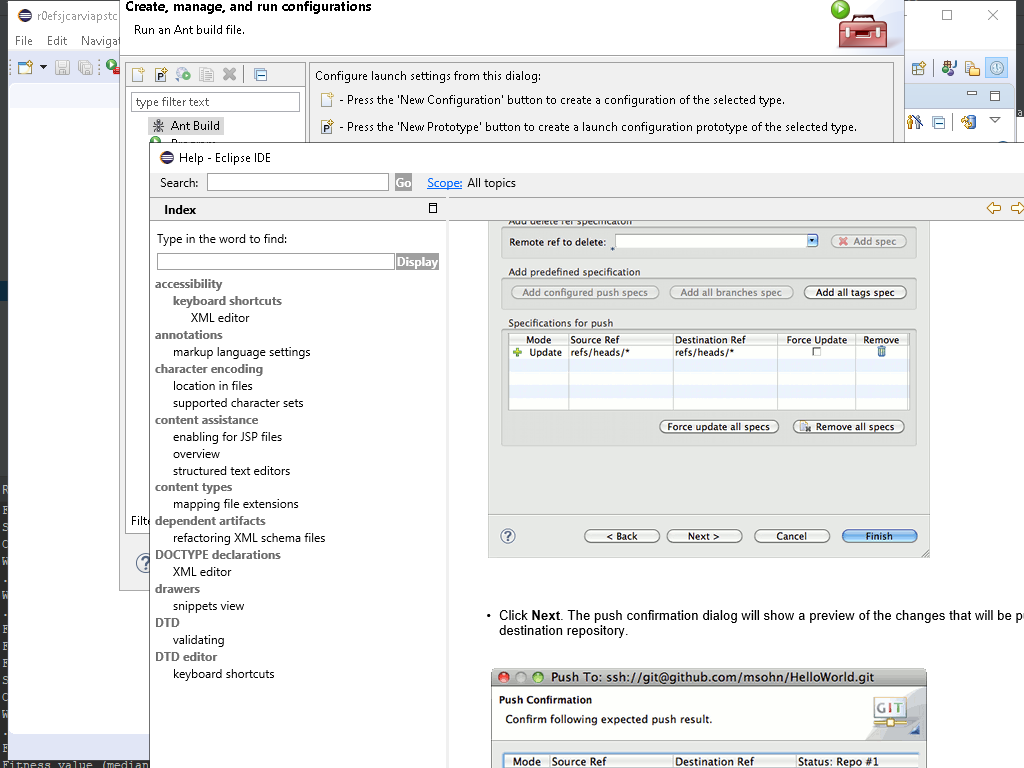 r0efsjcarviapstc
File Edit Navigat
Create, manage, and run configurations
Run an Ant build file.
type filter text
Ant Build
Configure launch settings from this dialog:
- Press the 'New Configuration' button to create a configuration of the selected type.
- Press the 'New Prototype' button to create a launch configuration prototype of the selected type.
Help - Eclipse IDE
Search: Go Scope: All topics
Index
Type in the word to find:
Display
accessibility
keyboard shortcuts
XML editor
annotations
markup language settings
character encoding
location in files
supported character sets
content assistance
enabling for JSP files
overview
structured text editors
content types
mapping file extensions
dependent artifacts
refactoring XML schema files
DOCTYPE declarations
XML editor
drawers
snippets view
DTD
validating
DTD editor
keyboard shortcuts
Filte
Add delete ref specification
Remote ref to delete: Add spec
Add predefined specification
Add configured push specs Add all branches spec Add all tags spec
Specifications for push
Mode Source Ref Destination Ref Force Update Remove
Update refs/heads/* refs/heads/*
Force update all specs Remove all specs
? < Back Next > Cancel Finish
• Click Next. The push confirmation dialog will show a preview of the changes that will be p
destination repository.
Push To: ssh://git@github.com/msohn/HelloWorld.git
Push Confirmation
Confirm following expected push result.
GIT
Mode Source Ref Destination Ref Status: Repo #1
Fitness value (median